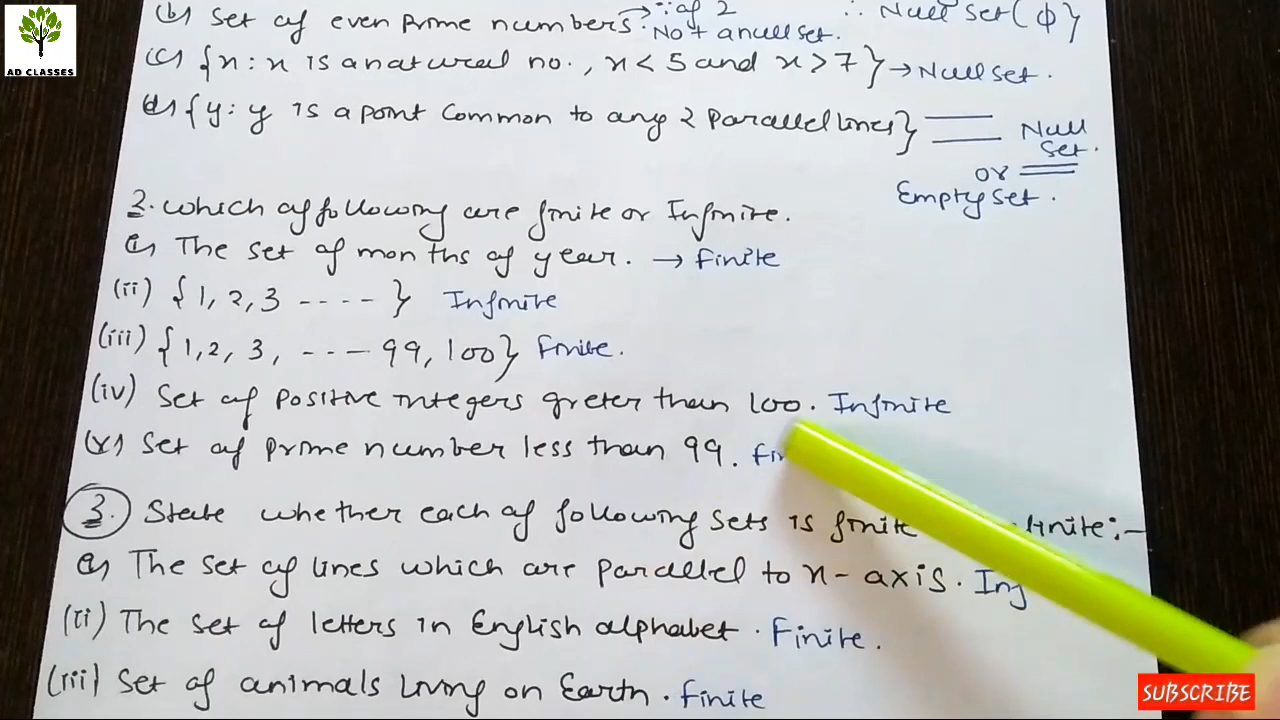 AD CLASSES
(b) Set of even prime numbers. → ∵ of 2 Not a null set. ∴ Null Set (ϕ}
(c) {x : x is a natural no., x < 5 and x > 7} → Null set.
(d) {y : y is a point Common to any 2 Parallel lines} Null Set.
or
Empty Set.
2. Which of following are finite or Infinite.
(i) The set of months of year. → finite
(ii) {1, 2, 3 ----} Infinite
(iii) {1, 2, 3, --- 99, 100} finite.
(iv) Set of Positive integers greter than 100. Infinite
(v) Set of prime number less than 99. fin
3. State whether each of following sets is finite finite:-
(i) The set of lines which are parallel to x-axis. Inf
(ii) The set of letters in English alphabet. Finite.
(iii) Set of animals living on Earth. finite
SUBSCRIBE